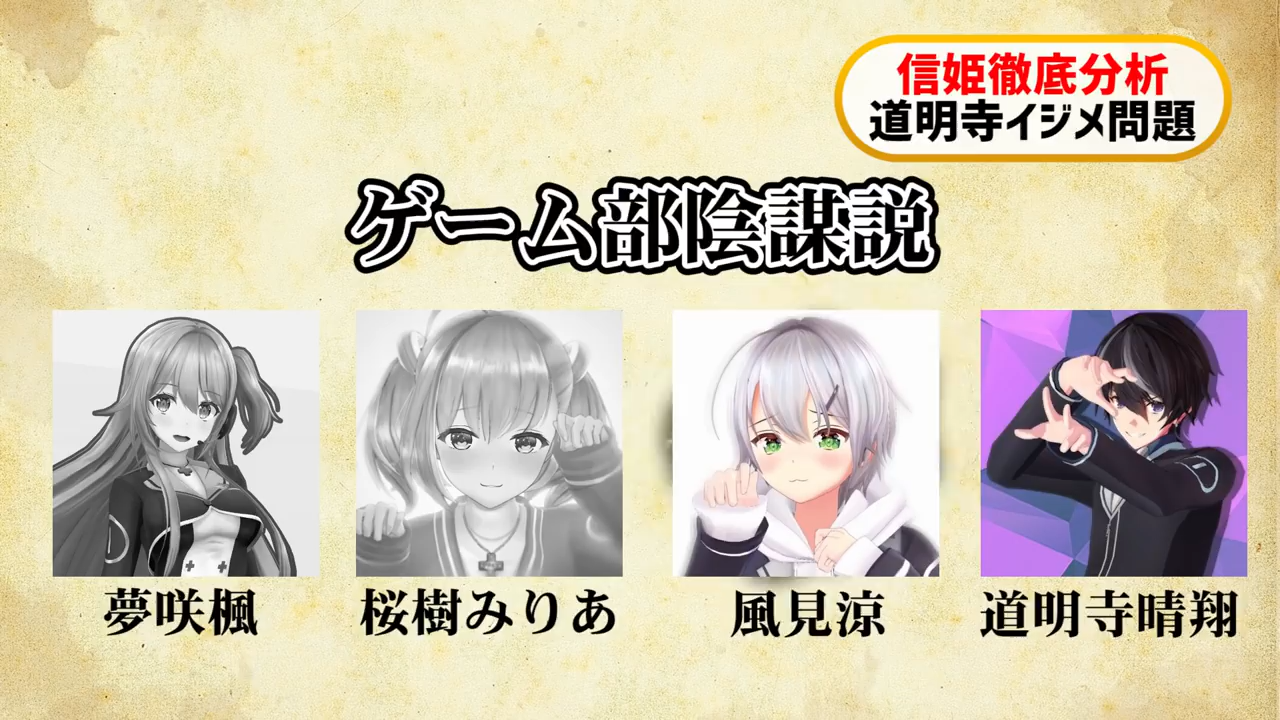 信姫徹底分析
道明寺イジメ問題
ゲーム部陰謀説
夢咲楓
桜樹みりあ
風見涼
道明寺晴翔